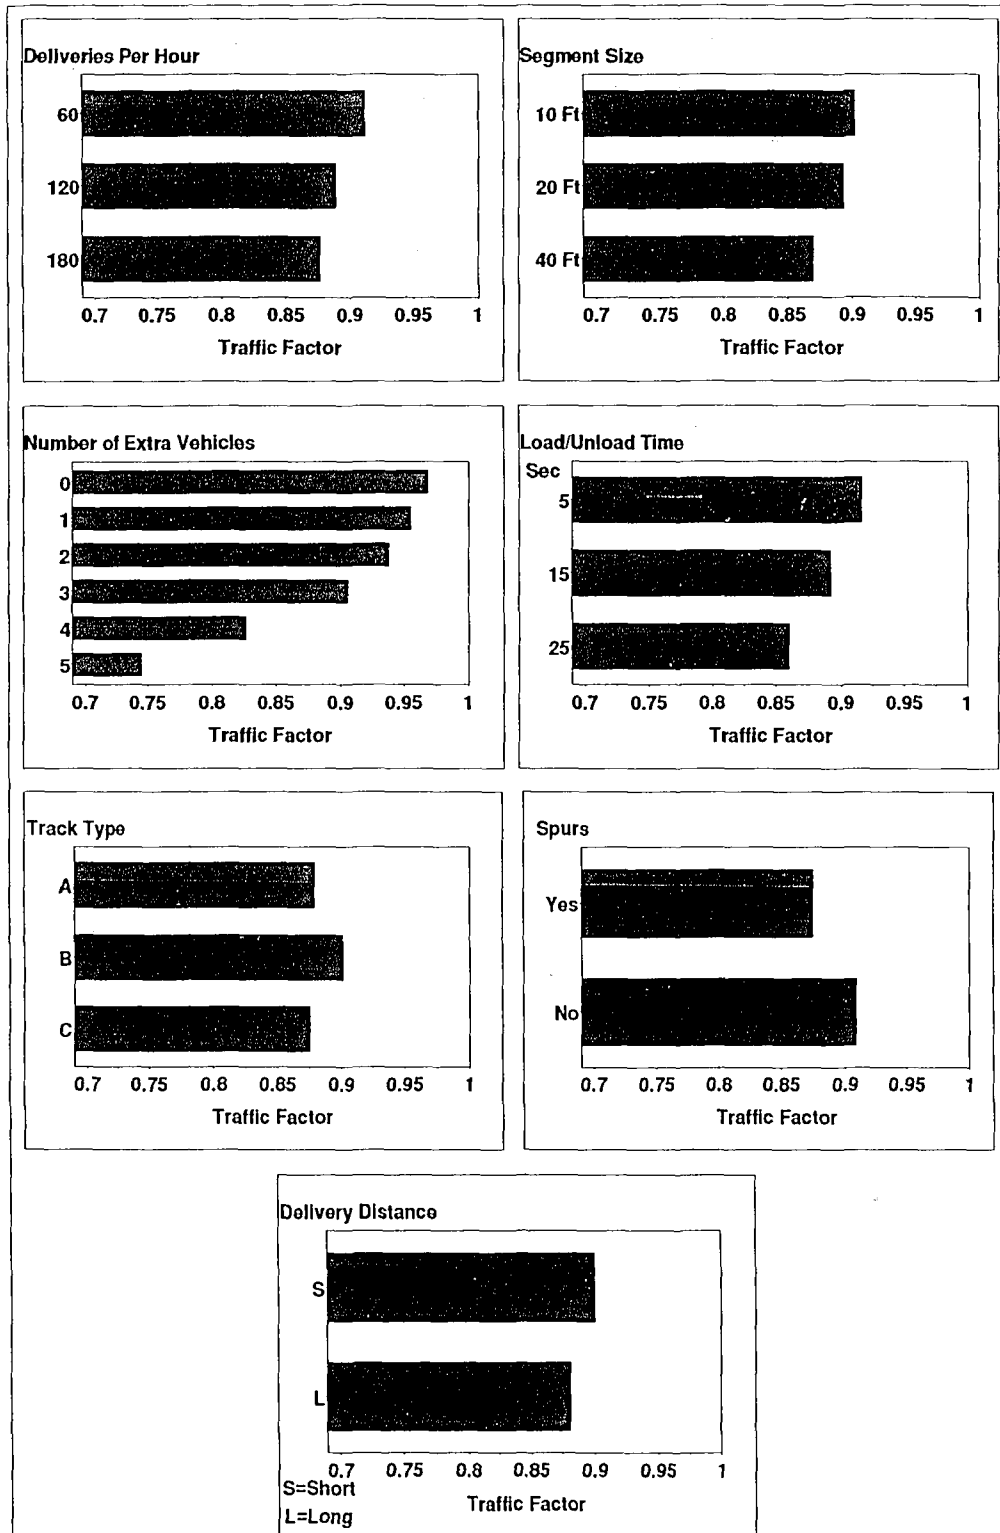 Deliveries Per Hour
60
120
180
0.7 0.75 0.8 0.85 0.9 0.95 1
Traffic Factor
Segment Size
10 Ft
20 Ft
40 Ft
0.7 0.75 0.8 0.85 0.9 0.95 1
Traffic Factor
Number of Extra Vehicles
0
1
2
3
4
5
0.7 0.75 0.8 0.85 0.9 0.95 1
Traffic Factor
Load/Unload Time
Sec
5
15
25
0.7 0.75 0.8 0.85 0.9 0.95 1
Traffic Factor
Track Type
A
B
C
0.7 0.75 0.8 0.85 0.9 0.95 1
Traffic Factor
Spurs
Yes
No
0.7 0.75 0.8 0.85 0.9 0.95 1
Traffic Factor
Delivery Distance
S
L
0.7 0.75 0.8 0.85 0.9 0.95 1
S=Short
Traffic Factor
L=Long